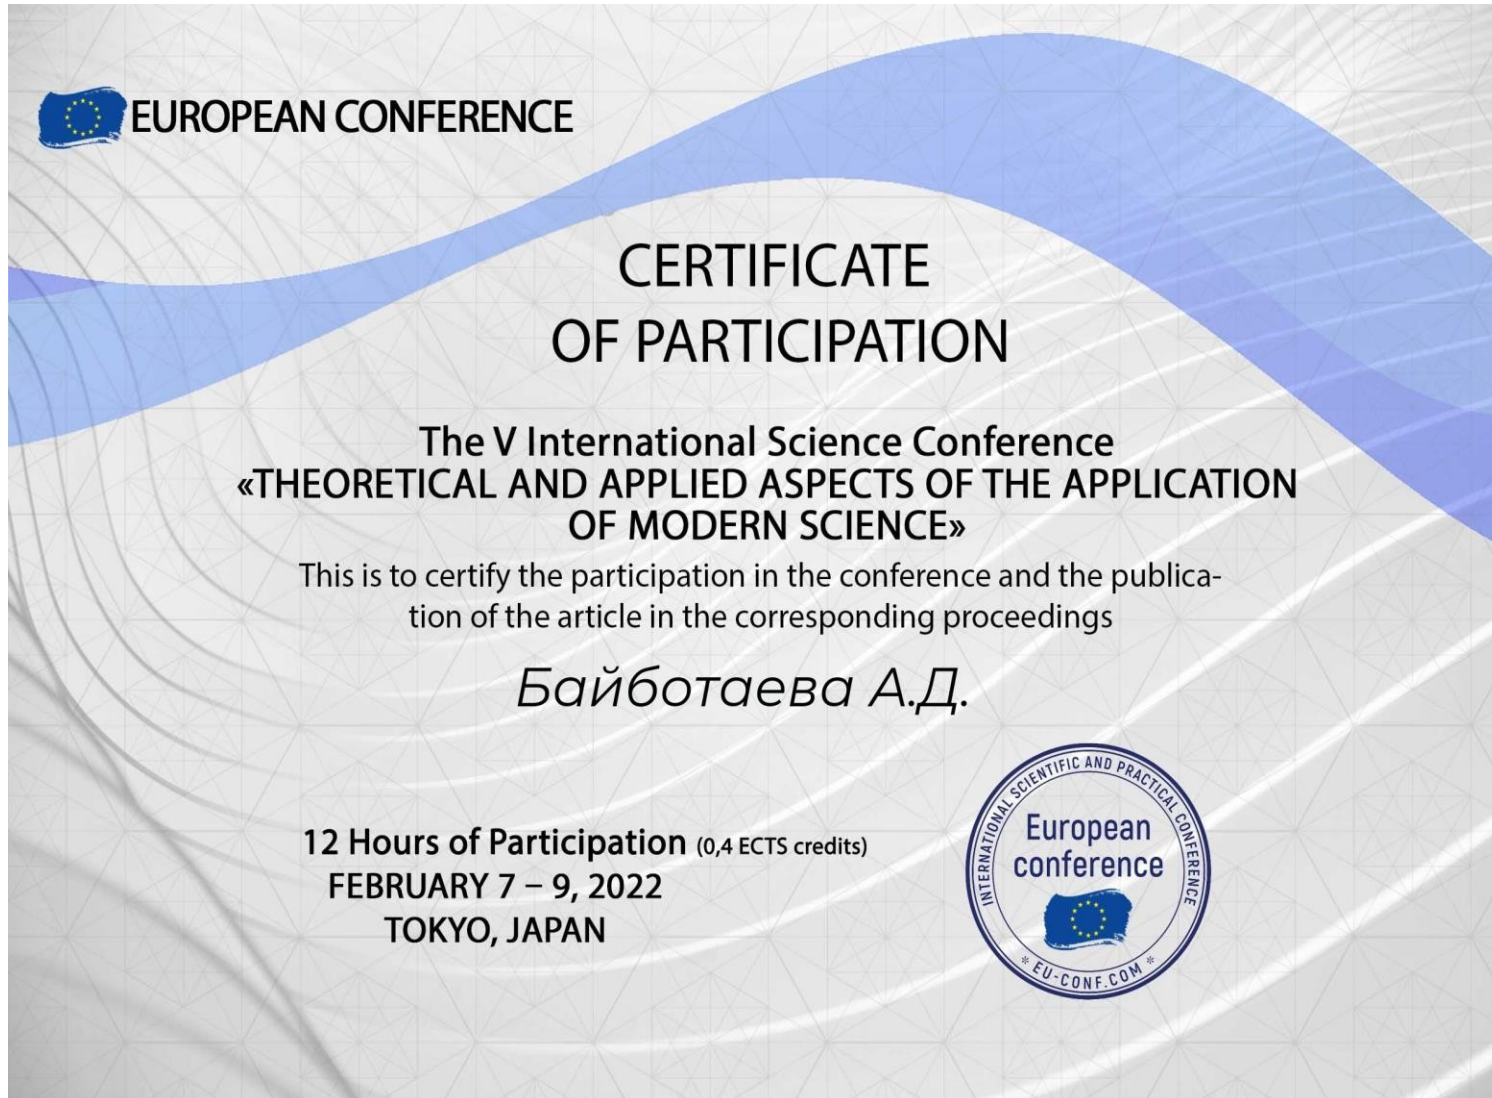 EUROPEAN CONFERENCE
CERTIFICATE
OF PARTICIPATION
The V International Science Conference
«THEORETICAL AND APPLIED ASPECTS OF THE APPLICATION
OF MODERN SCIENCE»
This is to certify the participation in the conference and the publica-
tion of the article in the corresponding proceedings
Байботаева А.Д.
12 Hours of Participation (0,4 ECTS credits)
FEBRUARY 7 – 9, 2022
TOKYO, JAPAN
INTERNATIONAL SCIENTIFIC AND PRACTICAL CONFERENCE
European
conference
* EU-CONF.COM *